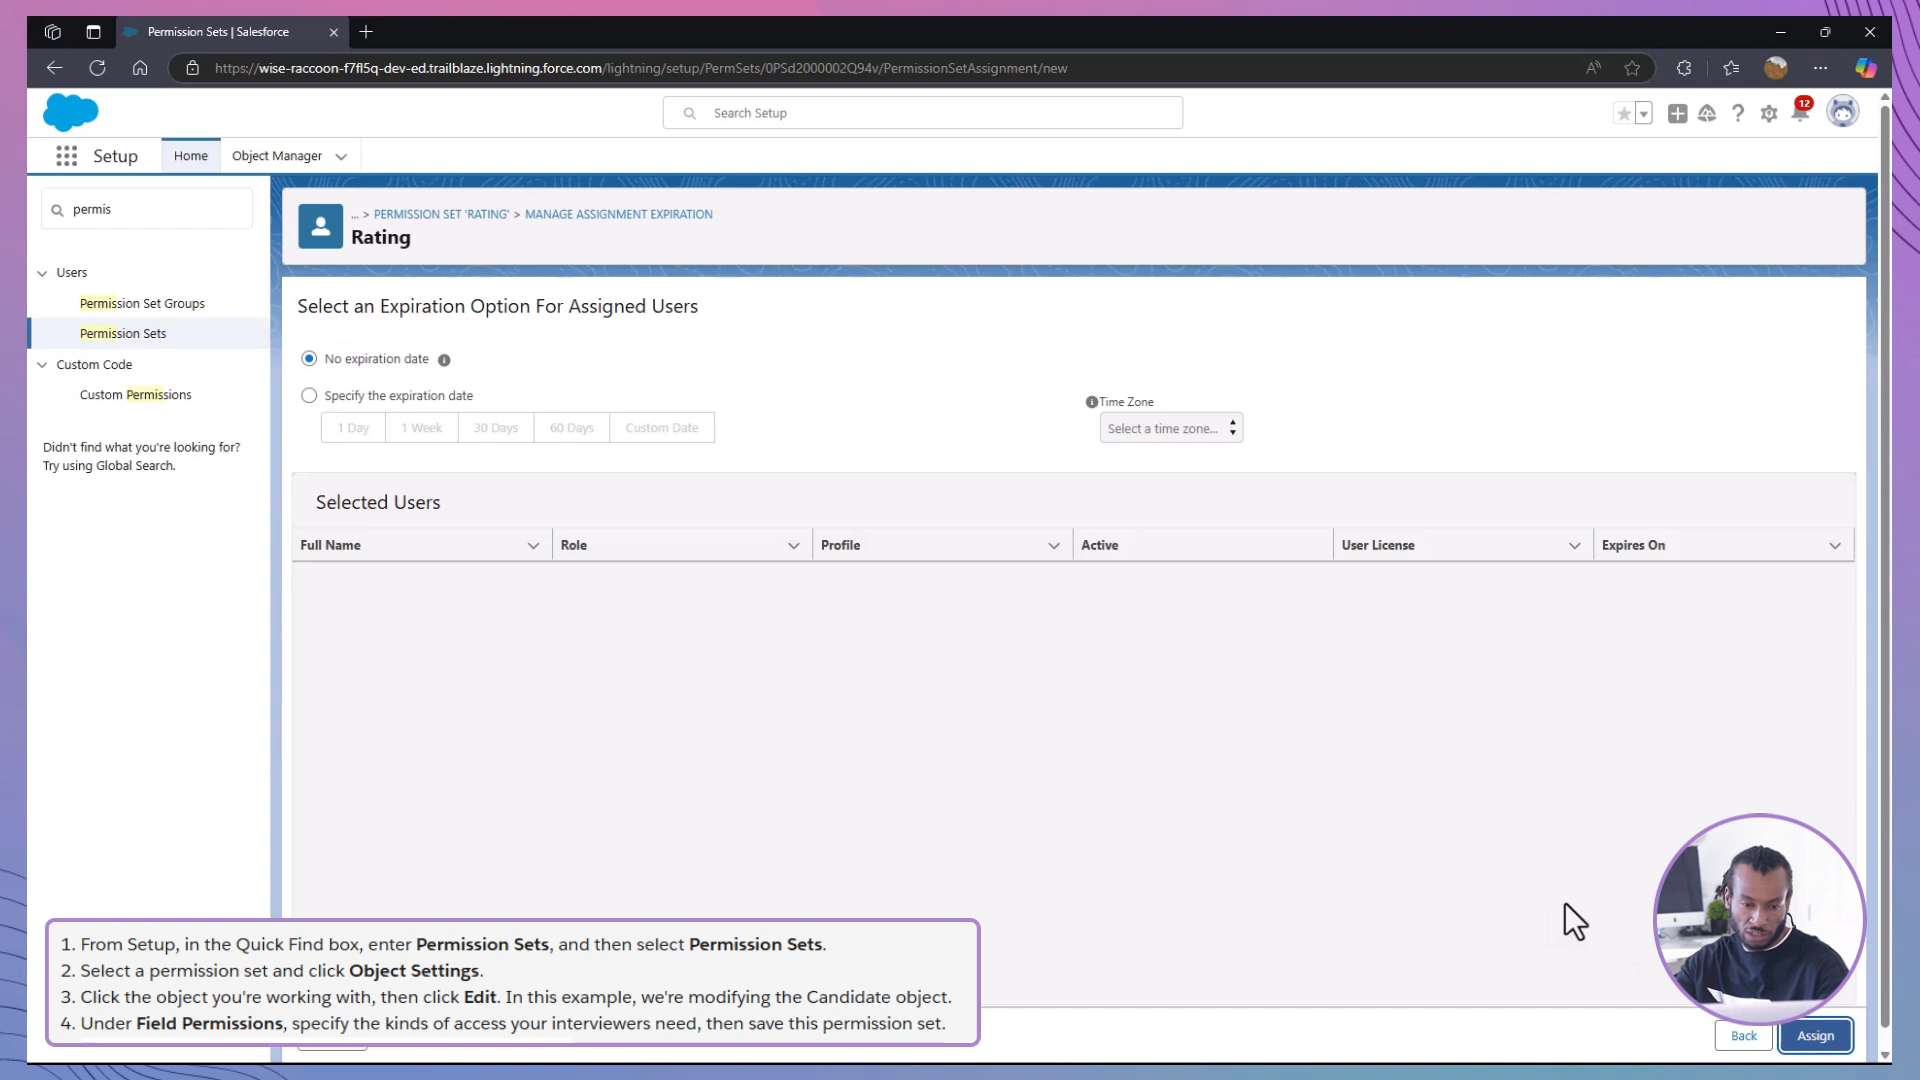 Permission Sets | Salesforce
https://wise-raccoon-f7fl5q-dev-ed.trailblaze.lightning.force.com/lightning/setup/PermSets/0PSd2000002Q94v/PermissionSetAssignment/new
Search Setup
12
Setup
Home
Object Manager
permis
Users
Permission Set Groups
Permission Sets
Custom Code
Custom Permissions
Didn't find what you're looking for?
Try using Global Search.
... > PERMISSION SET 'RATING' > MANAGE ASSIGNMENT EXPIRATION
Rating
Select an Expiration Option For Assigned Users
No expiration date
Specify the expiration date
1 Day 1 Week 30 Days 60 Days Custom Date
Time Zone
Select a time zone...
Selected Users
Full Name Role Profile Active User License Expires On
1. From Setup, in the Quick Find box, enter Permission Sets, and then select Permission Sets.
2. Select a permission set and click Object Settings.
3. Click the object you're working with, then click Edit. In this example, we're modifying the Candidate object.
4. Under Field Permissions, specify the kinds of access your interviewers need, then save this permission set.
Back
Assign